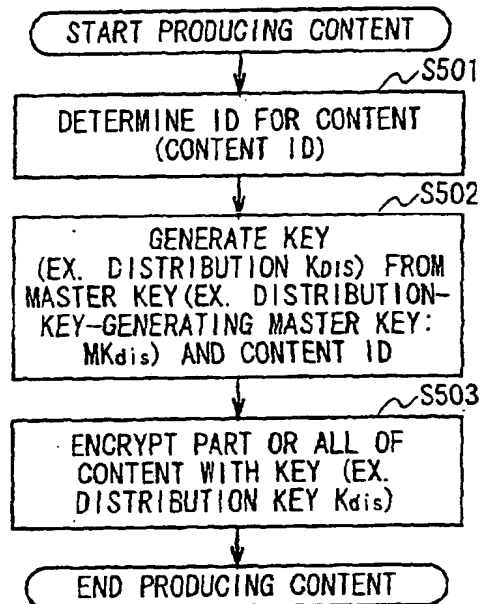 START PRODUCING CONTENT
S501
DETERMINE ID FOR CONTENT
(CONTENT ID)
S502
GENERATE KEY
(EX. DISTRIBUTION KDIS) FROM
MASTER KEY(EX. DISTRIBUTION-
KEY-GENERATING MASTER KEY:
MKdis) AND CONTENT ID
S503
ENCRYPT PART OR ALL OF
CONTENT WITH KEY (EX.
DISTRIBUTION KEY Kdis)
END PRODUCING CONTENT